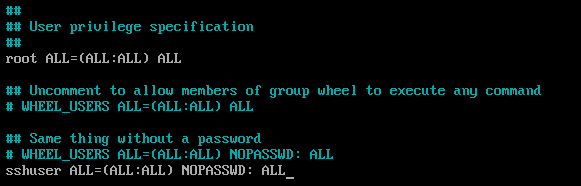 ##
## User privilege specification
##
root ALL=(ALL:ALL) ALL
## Uncomment to allow members of group wheel to execute any command
# WHEEL_USERS ALL=(ALL:ALL) ALL
## Same thing without a password
# WHEEL_USERS ALL=(ALL:ALL) NOPASSWD: ALL
sshuser ALL=(ALL:ALL) NOPASSWD: ALL_